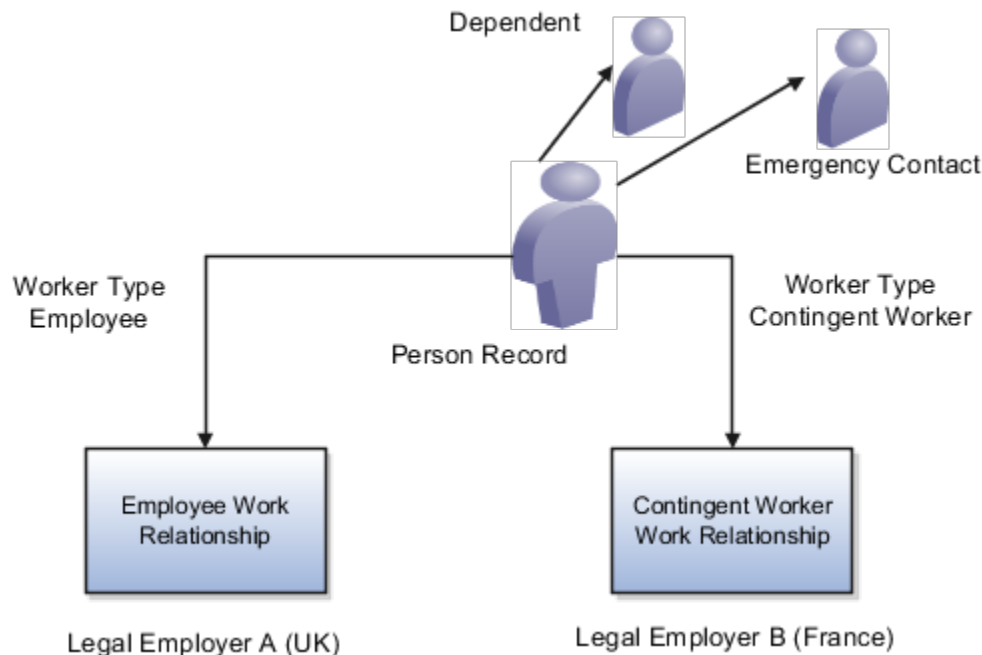 Dependent
Emergency Contact
Worker Type
Employee
Worker Type
Contingent Worker
Person Record
Employee Work
Relationship
Contingent Worker
Work Relationship
Legal Employer A (UK)
Legal Employer B (France)